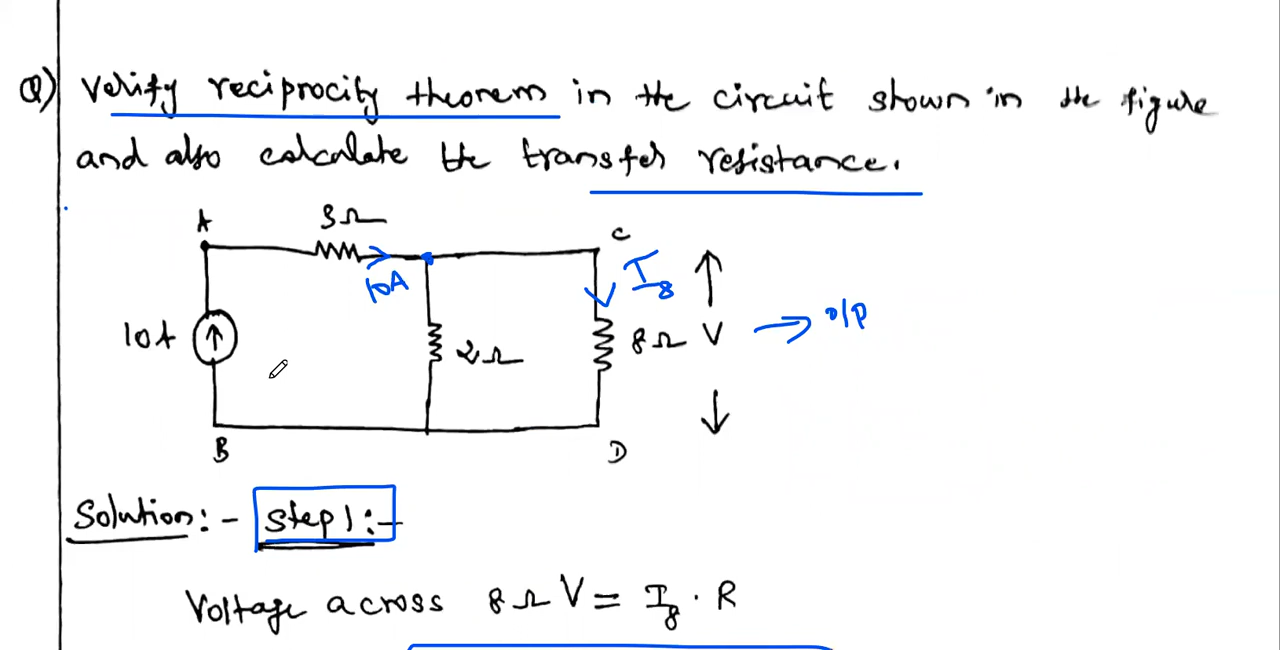 Q) Verify reciprocity theorem in the circuit shown in the figure
and also calculate the transfer resistance.
A
3Ω
C
10A
I8
10A
2Ω
8Ω
V
o/p
B
D
Solution:-
Step 1:-
Voltage across 8Ω V = I8 . R